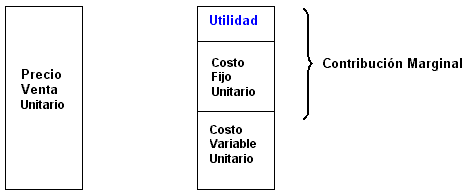 Precio
Venta
Unitario
Utilidad
Costo
Fijo
Unitario
Costo
Variable
Unitario
Contribución Marginal